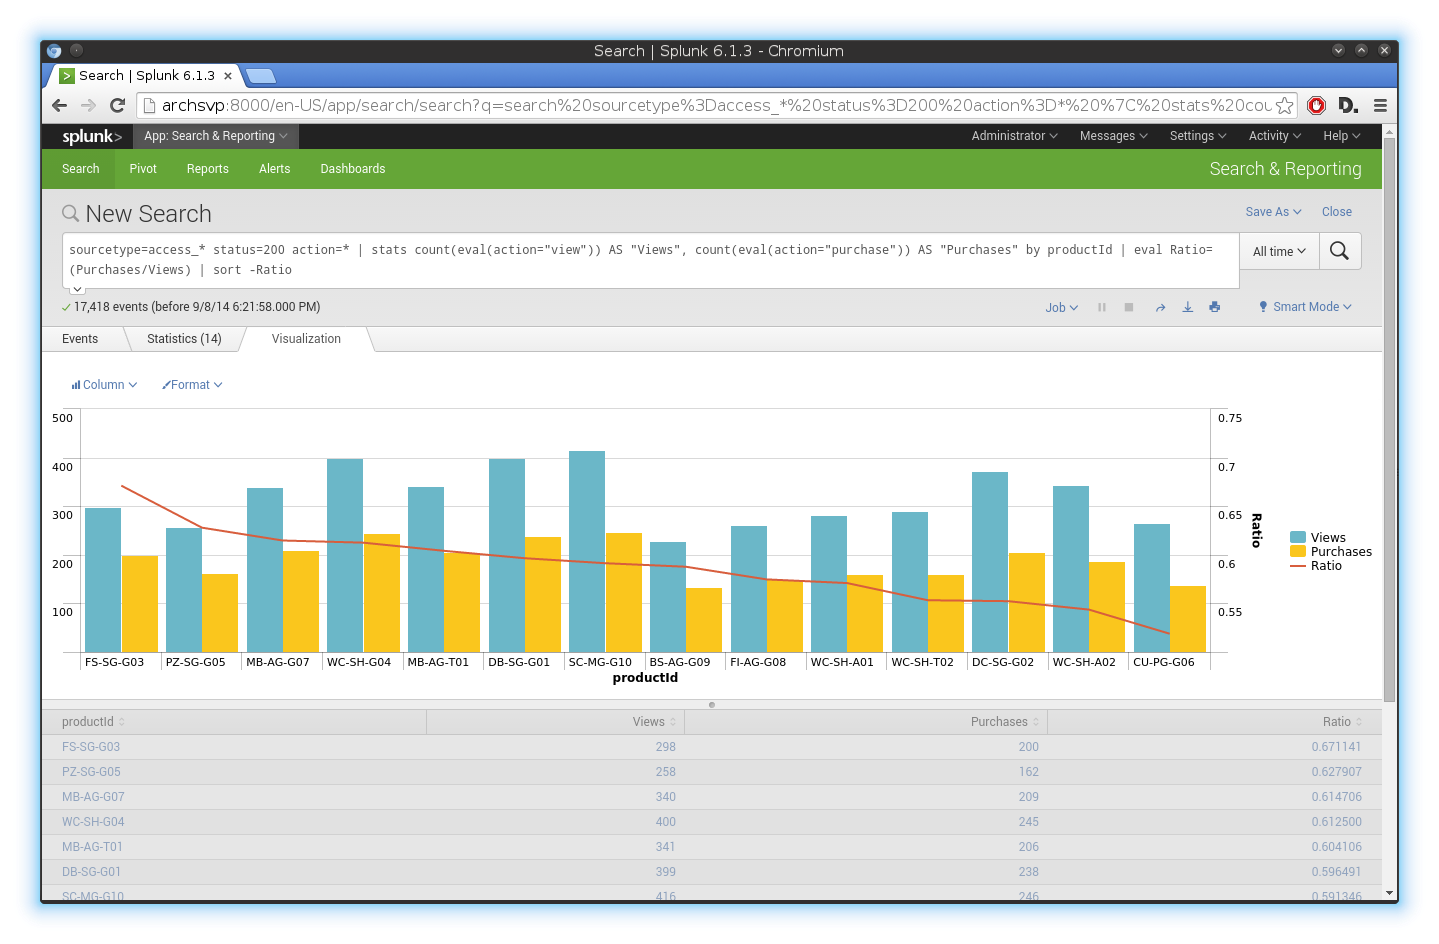 Search | Splunk 6.1.3 - Chromium
Search | Splunk 6.1.3 ×
archsvp:8000/en-US/app/search/search?q=search%20sourcetype%3Daccess_*%20status%3D200%20action%3D*%20%7C%20stats%20cou
splunk> App: Search & Reporting Administrator Messages Settings Activity Help
Search Pivot Reports Alerts Dashboards Search & Reporting
New Search Save As Close
sourcetype=access_* status=200 action=* | stats count(eval(action="view")) AS "Views", count(eval(action="purchase")) AS "Purchases" by productId | eval Ratio=
(Purchases/Views) | sort -Ratio
All time
17,418 events (before 9/8/14 6:21:58.000 PM) Job Smart Mode
Events Statistics (14) Visualization
Column Format
500 0.75
400 0.7
300 0.65
200 0.6
100 0.55
Ratio
Views
Purchases
Ratio
FS-SG-G03 PZ-SG-G05 MB-AG-G07 WC-SH-G04 MB-AG-T01 DB-SG-G01 SC-MG-G10 BS-AG-G09 FI-AG-G08 WC-SH-A01 WC-SH-T02 DC-SG-G02 WC-SH-A02 CU-PG-G06
productId
productId Views Purchases Ratio
FS-SG-G03 298 200 0.671141
PZ-SG-G05 258 162 0.627907
MB-AG-G07 340 209 0.614706
WC-SH-G04 400 245 0.612500
MB-AG-T01 341 206 0.604106
DB-SG-G01 399 238 0.596491
SC-MG-G10 416 246 0.591346